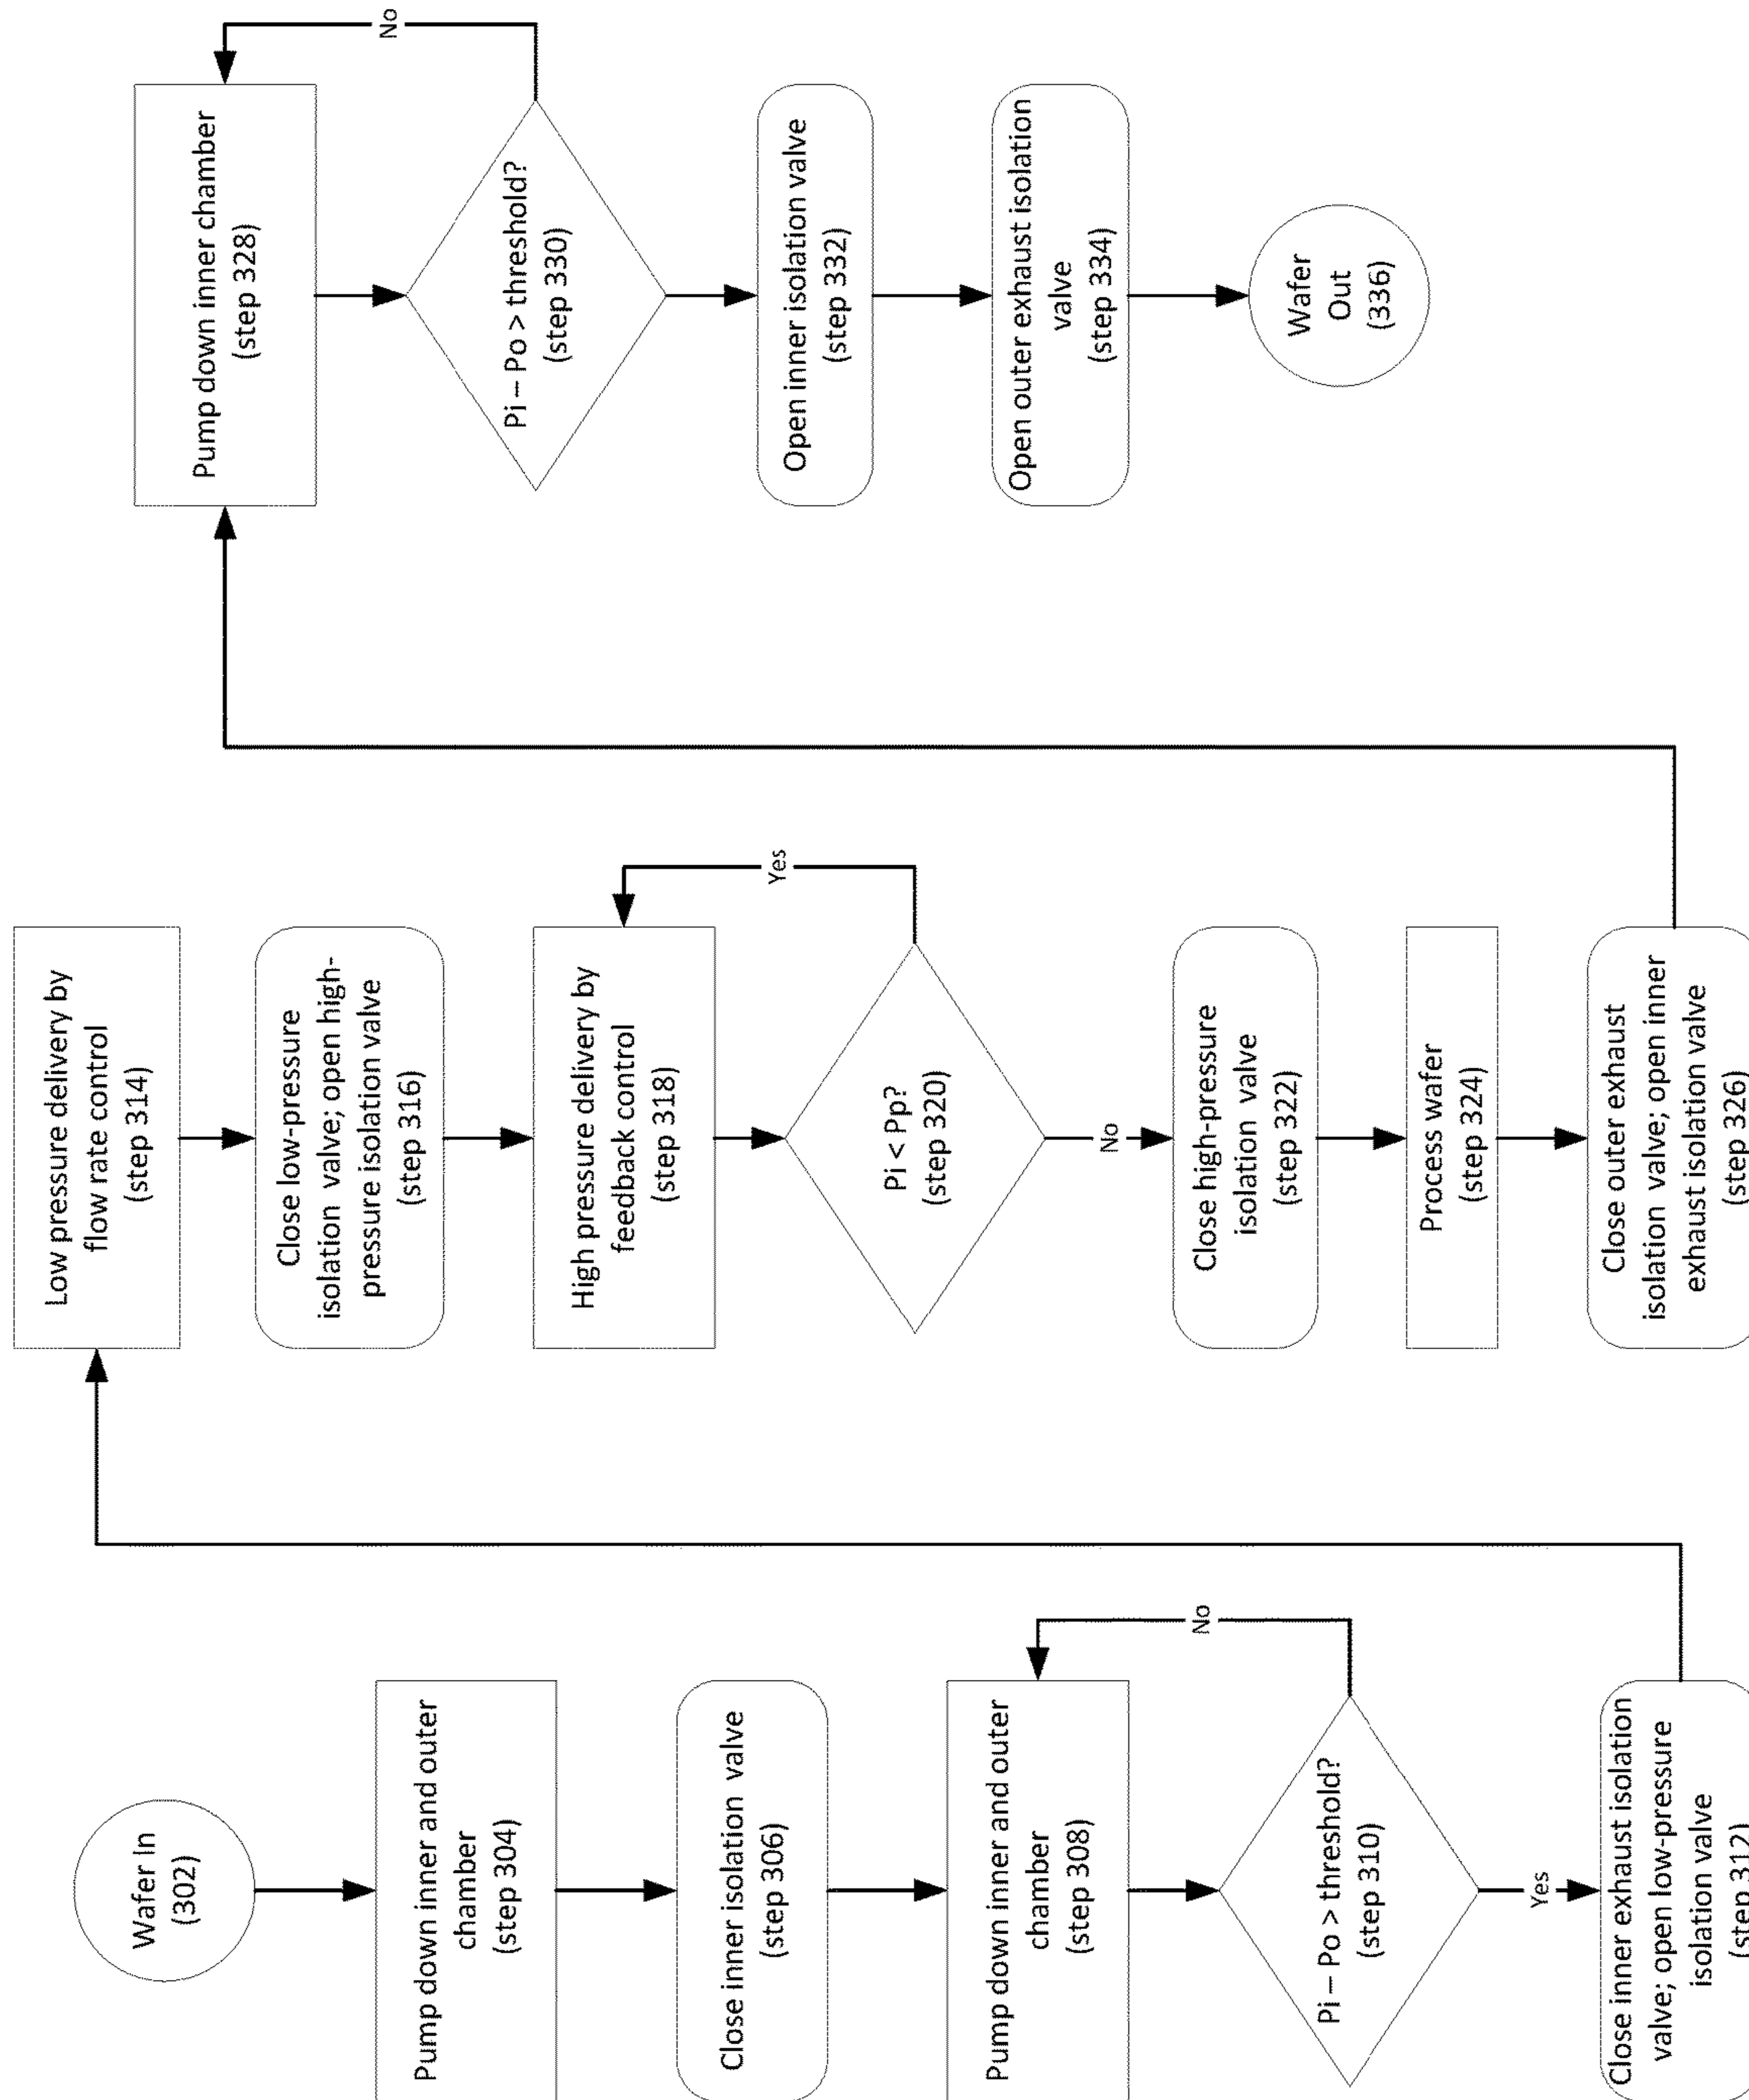 Wafer In
(302)
Pump down inner and outer
chamber
(step 304)
Close inner isolation valve
(step 306)
Pump down inner and outer
chamber
(step 308)
Pi – Po > threshold?
(step 310)
No
Yes
Close inner exhaust isolation
valve; open low-pressure
isolation valve
(step 312)
Low pressure delivery by
flow rate control
(step 314)
Close low-pressure
isolation valve; open high-
pressure isolation valve
(step 316)
High pressure delivery by
feedback control
(step 318)
Pi < Pp?
(step 320)
Yes
No
Close high-pressure
isolation valve
(step 322)
Process wafer
(step 324)
Close outer exhaust
isolation valve; open inner
exhaust isolation valve
(step 326)
Pump down inner chamber
(step 328)
Pi – Po > threshold?
(step 330)
No
Open inner isolation valve
(step 332)
Open outer exhaust isolation
valve
(step 334)
Wafer
Out
(336)